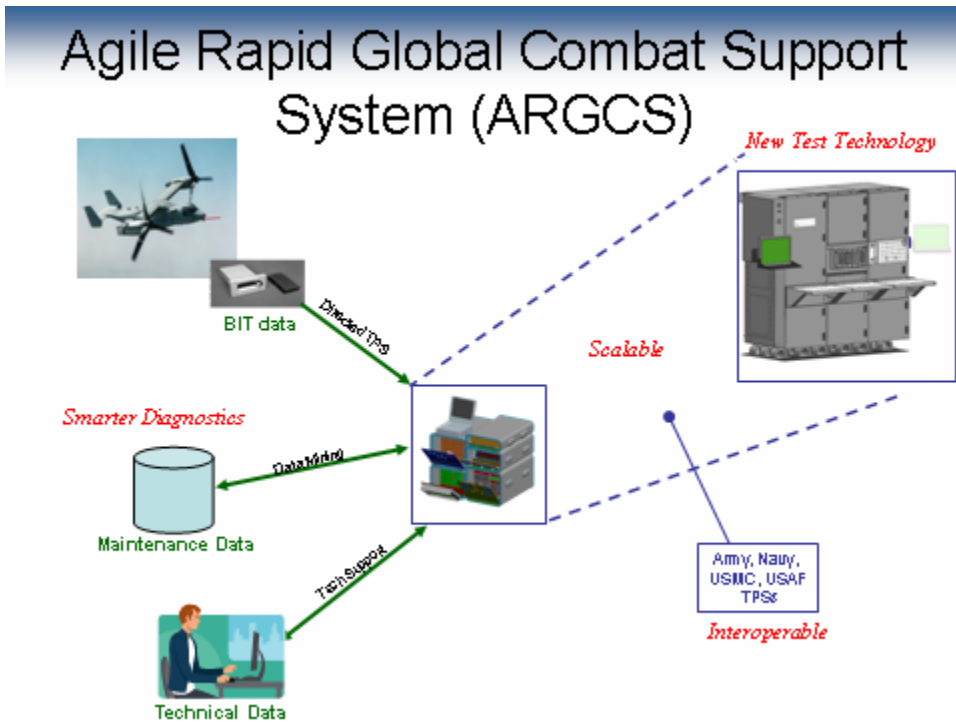 Agile Rapid Global Combat Support
System (ARGCS)
New Test Technology
BIT data
Directed TPS
Scalable
Smarter Diagnostics
Data Mining
Maintenance Data
Tech Support
Army, Navy,
USMC, USAF
TPSs
Interoperable
Technical Data